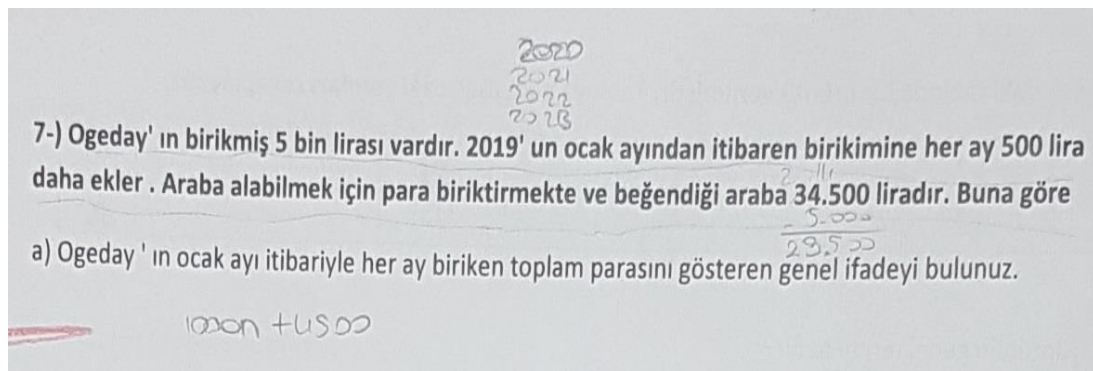 2020
2021
2022
2023
7-) Ogeday' ın birikmiş 5 bin lirası vardır. 2019' un ocak ayından itibaren birikimine her ay 500 lira
daha ekler . Araba alabilmek için para biriktirmekte ve beğendiği araba 34.500 liradır. Buna göre
- 5.000
29.500
a) Ogeday ' ın ocak ayı itibariyle her ay biriken toplam parasını gösteren genel ifadeyi bulunuz.
1000n +4500